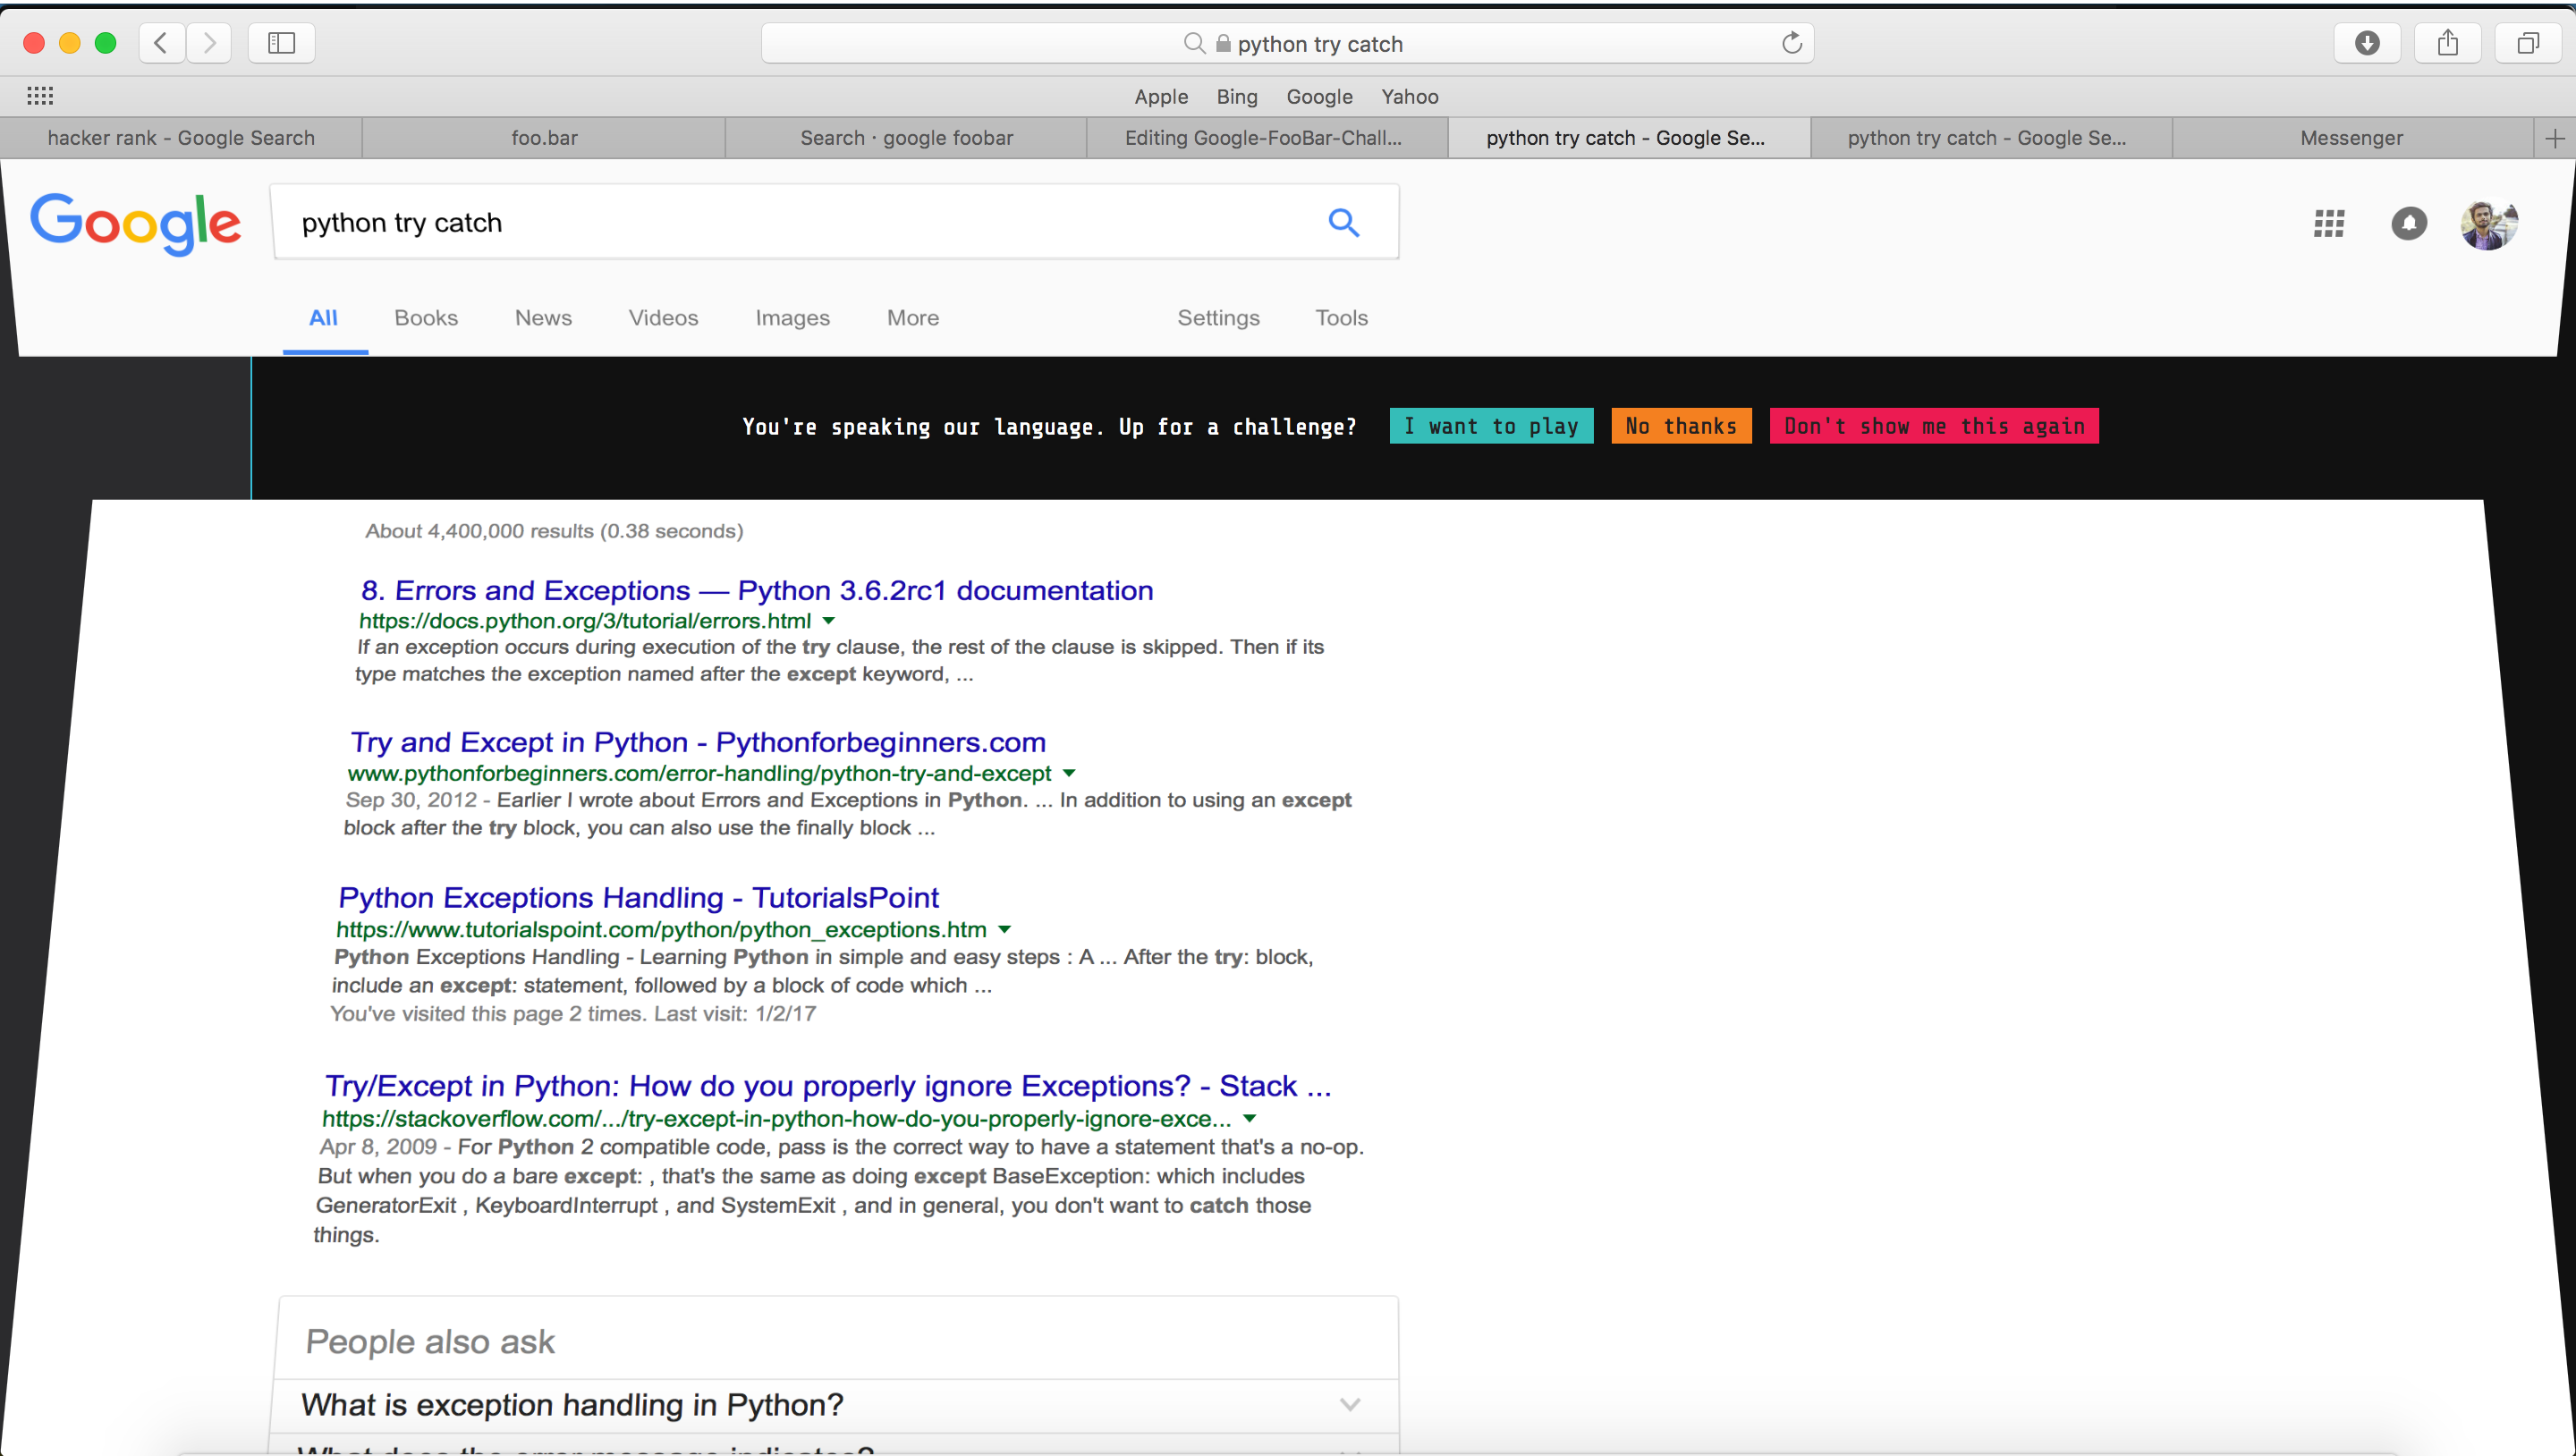 python try catch
Apple Bing Google Yahoo
hacker rank - Google Search foo.bar Search · google foobar Editing Google-FooBar-Chall... python try catch - Google Se... python try catch - Google Se... Messenger
Google python try catch
All Books News Videos Images More Settings Tools
You're speaking our language. Up for a challenge? I want to play No thanks Don't show me this again
About 4,400,000 results (0.38 seconds)
8. Errors and Exceptions — Python 3.6.2rc1 documentation
https://docs.python.org/3/tutorial/errors.html
If an exception occurs during execution of the try clause, the rest of the clause is skipped. Then if its
type matches the exception named after the except keyword, ...
Try and Except in Python - Pythonforbeginners.com
www.pythonforbeginners.com/error-handling/python-try-and-except
Sep 30, 2012 - Earlier I wrote about Errors and Exceptions in Python. ... In addition to using an except
block after the try block, you can also use the finally block ...
Python Exceptions Handling - TutorialsPoint
https://www.tutorialspoint.com/python/python_exceptions.htm
Python Exceptions Handling - Learning Python in simple and easy steps : A ... After the try: block,
include an except: statement, followed by a block of code which ...
You've visited this page 2 times. Last visit: 1/2/17
Try/Except in Python: How do you properly ignore Exceptions? - Stack ...
https://stackoverflow.com/.../try-except-in-python-how-do-you-properly-ignore-exce...
Apr 8, 2009 - For Python 2 compatible code, pass is the correct way to have a statement that's a no-op.
But when you do a bare except: , that's the same as doing except BaseException: which includes
GeneratorExit , KeyboardInterrupt , and SystemExit , and in general, you don't want to catch those
things.
People also ask
What is exception handling in Python?
What does the error message indicates?